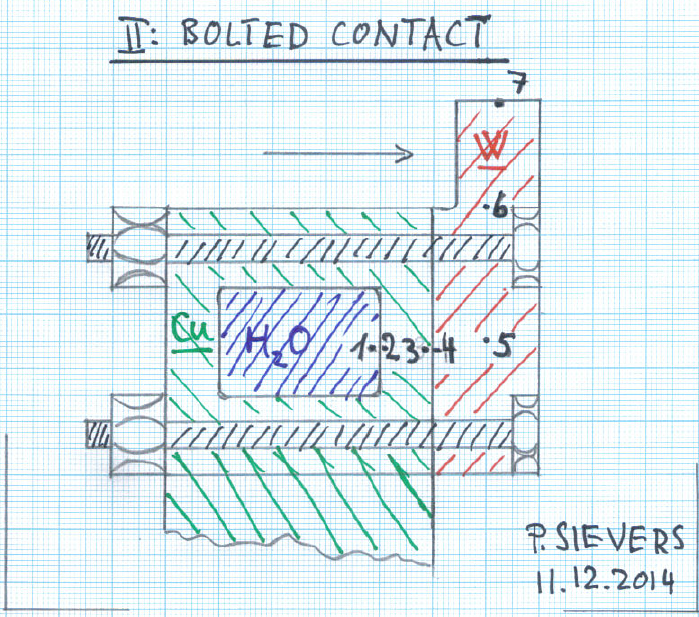 II: BOLTED CONTACT
7
W
6
Cu
H₂O
1 2 3 4
5
P. SIEVERS
11.12.2014